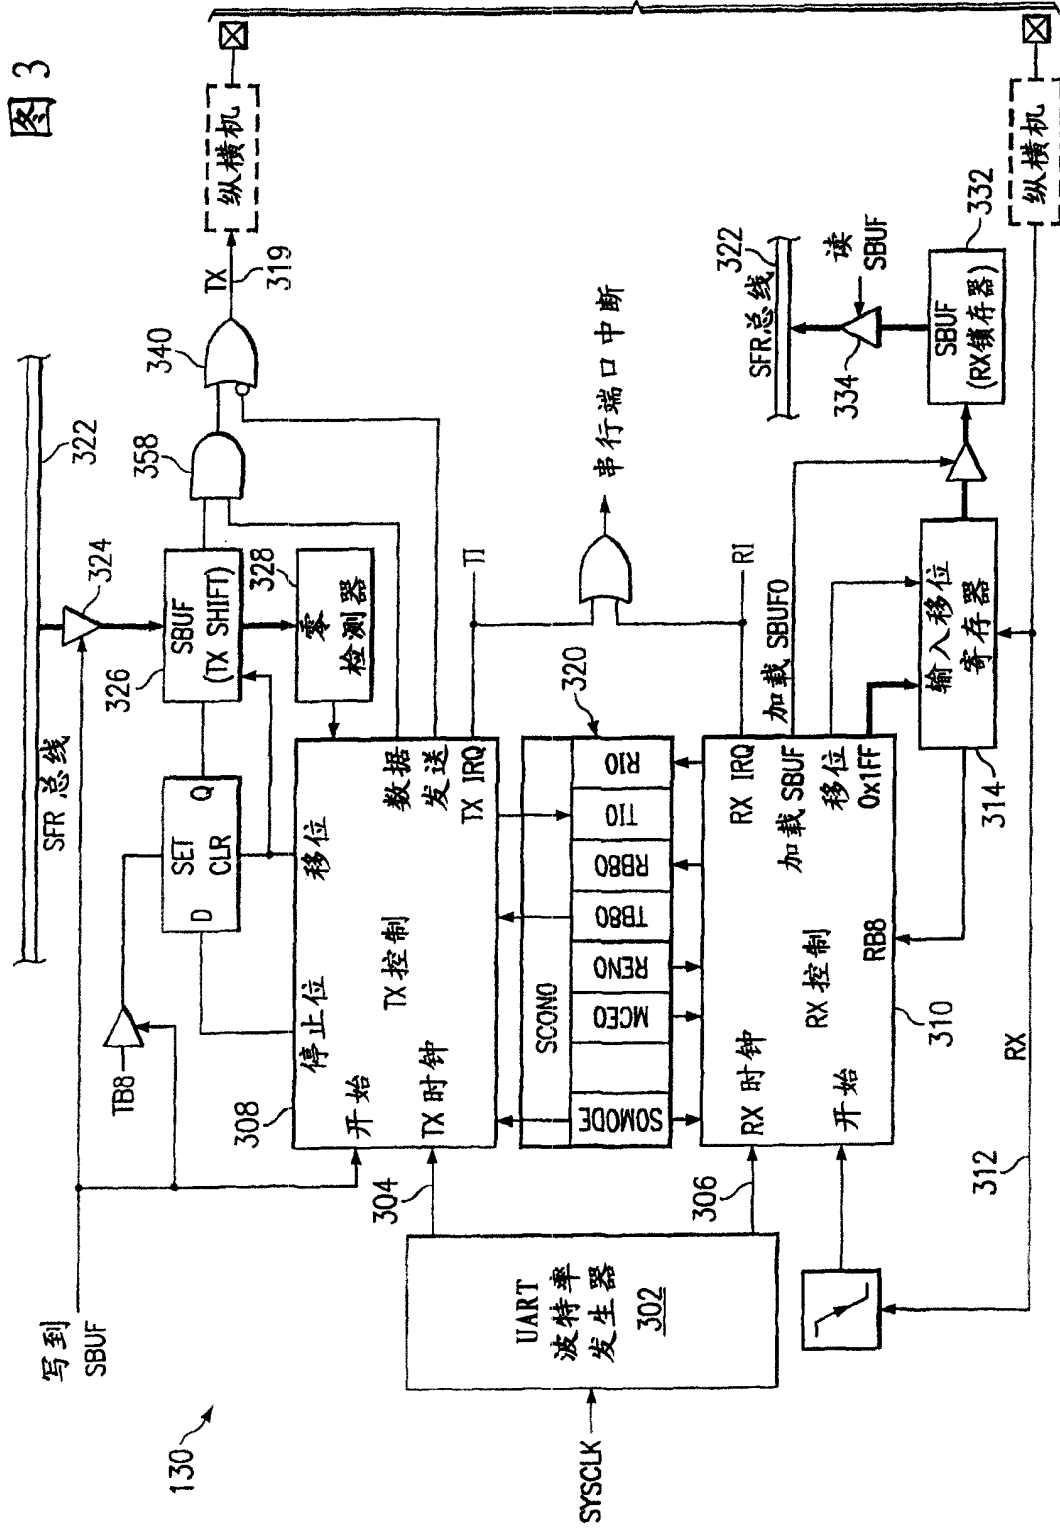 图 3
130
SFR 总线
322
写到
SBUF
324
TB8
SET
D
Q
CLR
326
SBUF
(TX SHIFT)
358
340
TX
319
纵横机
328
零
检测器
308
停止位
移位
开始
数据
发送
TX 控制
TX 时钟
TX IRQ
TI
304
串行端口中断
UART
波特率
发生器
302
SYSCLK
320
SCON0
S0MODE
MCE0
REN0
TB80
RB80
TI0
RI0
306
RX 时钟
RX IRQ
RI
加载 SBUF
加载 SBUF0
开始
RX 控制
移位
0x1FF
RB8
310
314
输入移位
寄存器
SFR 总线
322
334
读
SBUF
SBUF
(RX 锁存器)
332
312
RX
纵横机